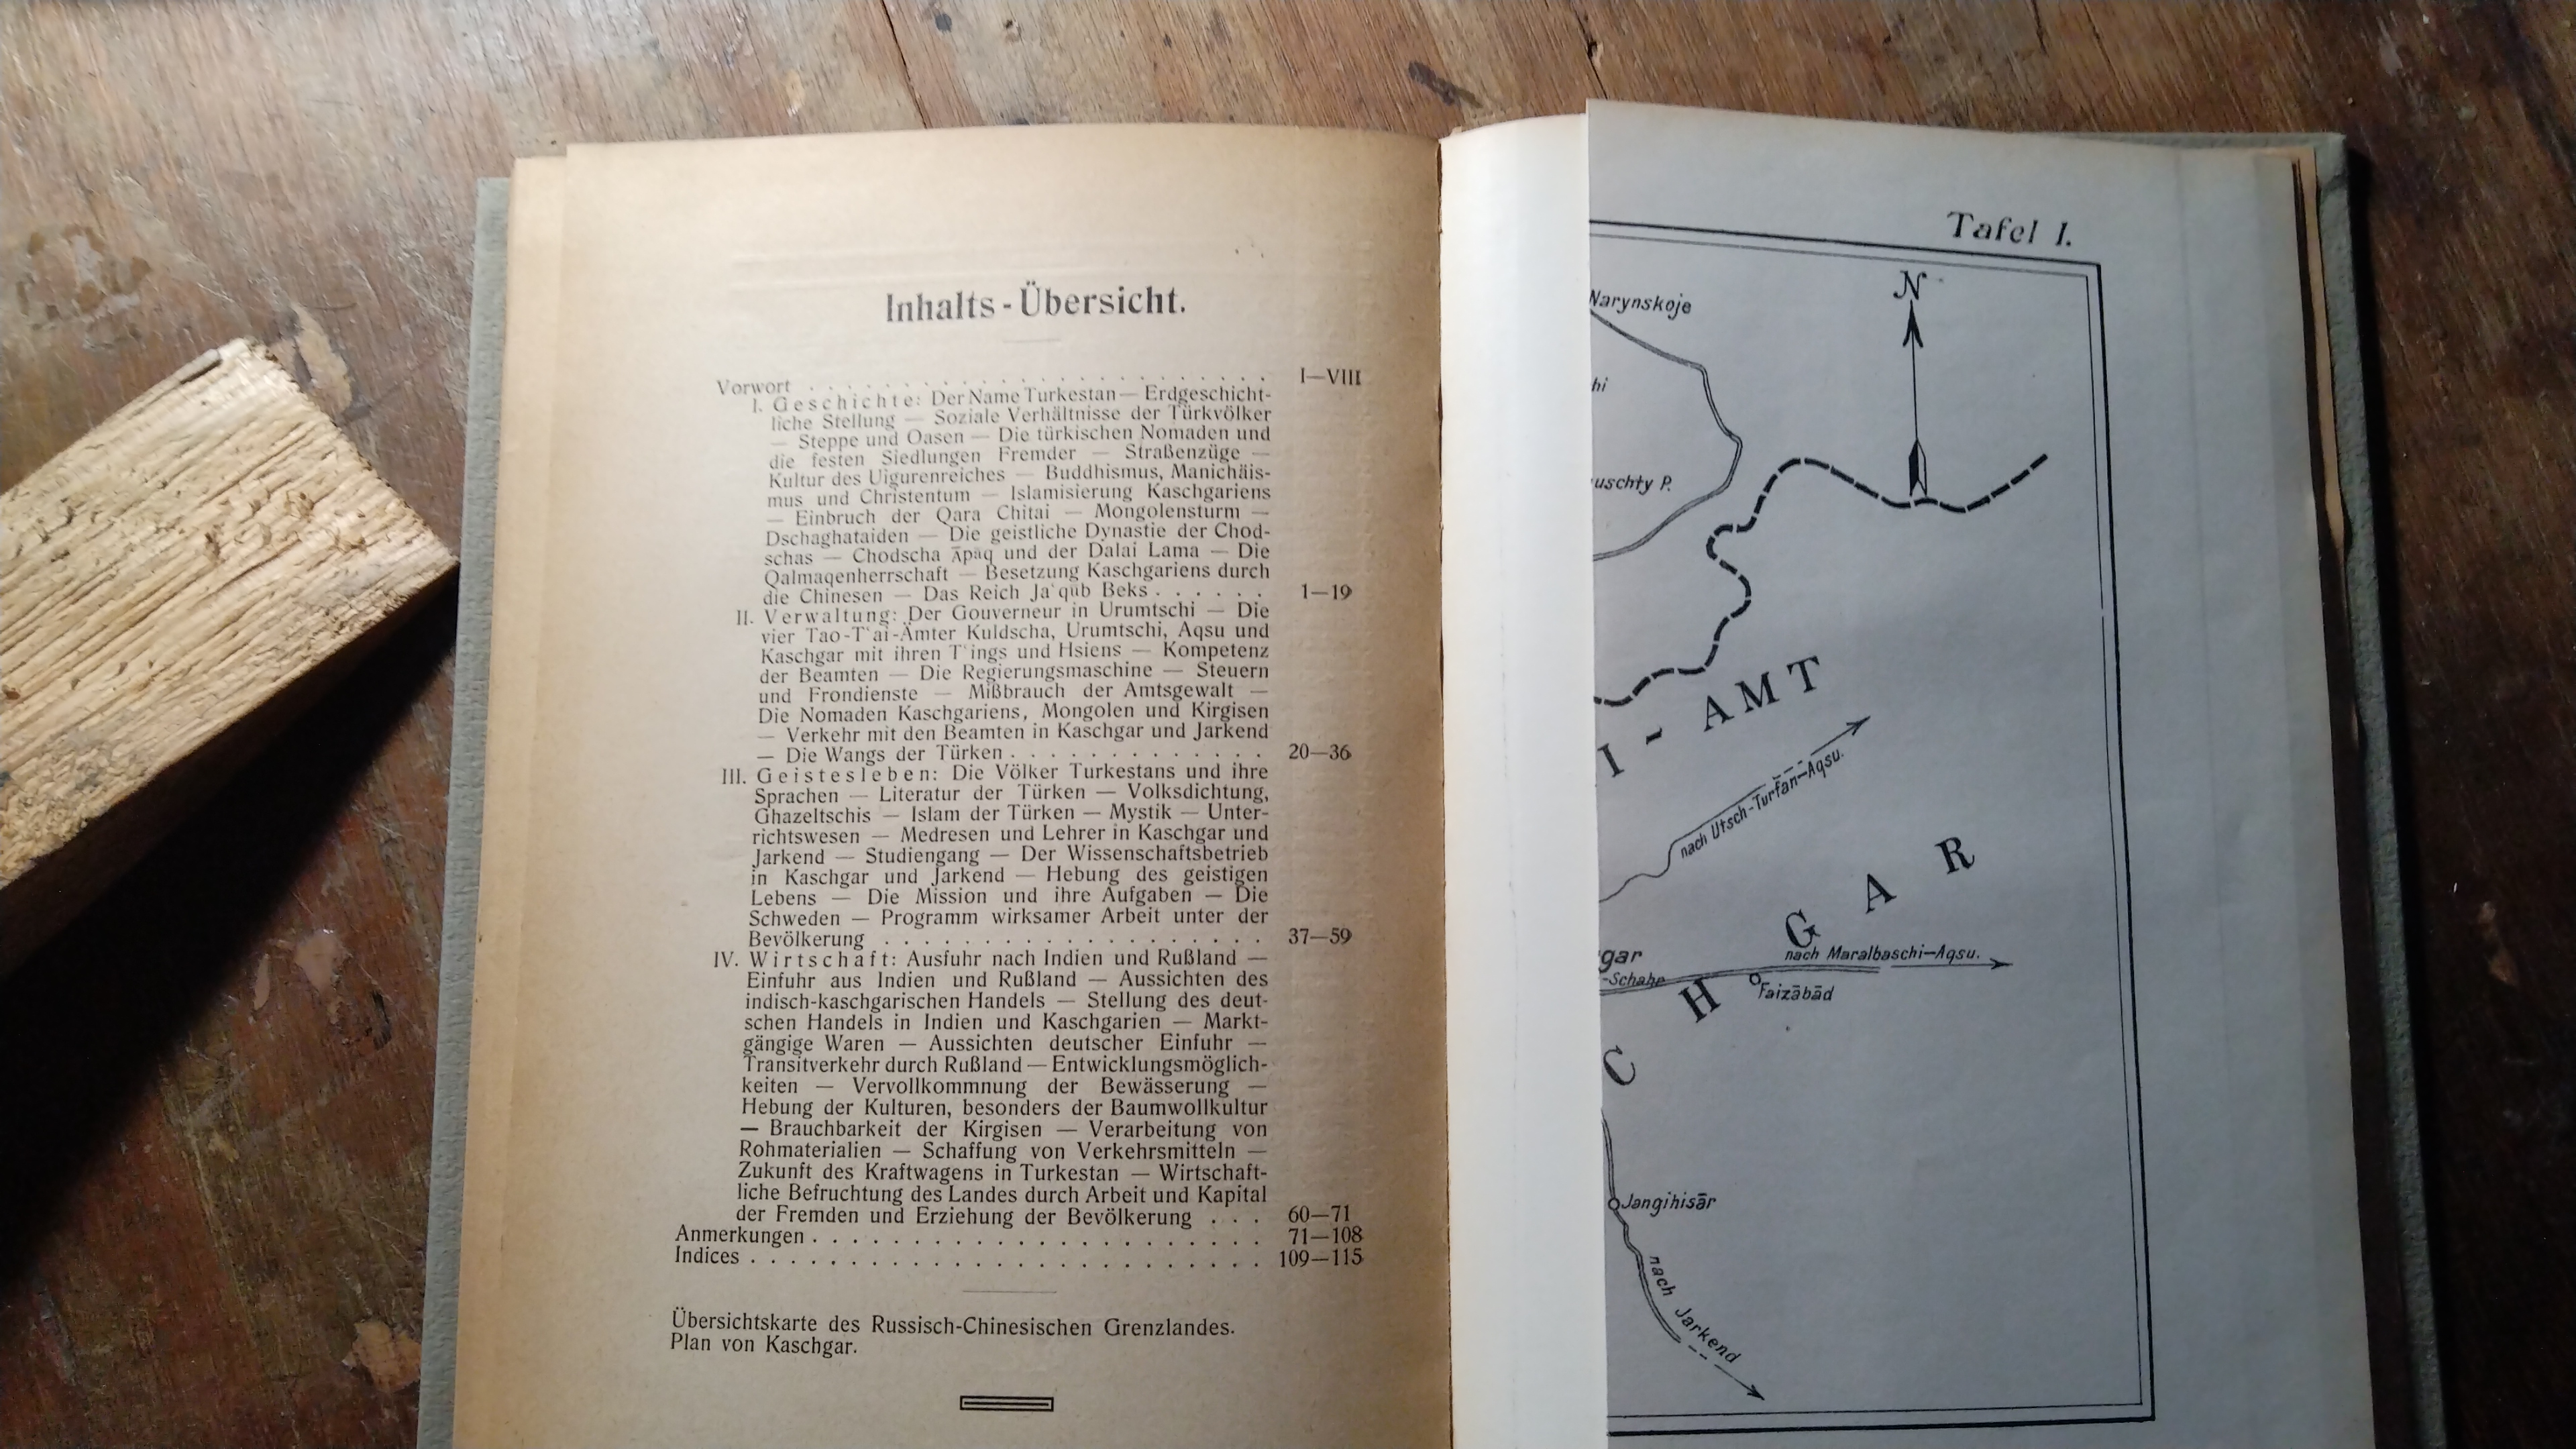 Inhalts-Übersicht.
Vorwort . . . . . . . . . . . . . . . . . . . . . . . I—VIII
I. Geschichte: Der Name Turkestan — Erdgeschicht-
liche Stellung — Soziale Verhältnisse der Türkvölker
— Steppe und Oasen — Die türkischen Nomaden und
die festen Siedlungen Fremder — Straßenzüge —
Kultur des Uigurenreiches — Buddhismus, Manichäis-
mus und Christentum — Islamisierung Kaschgariens
— Einbruch der Qara Chitai — Mongolensturm —
Dschaghataiden — Die geistliche Dynastie der Chod-
schas — Chodscha Āpāq und der Dalai Lama — Die
Qalmaqenherrschaft — Besetzung Kaschgariens durch
die Chinesen — Das Reich Ja'qūb Beks . . . . . . 1—19
II. Verwaltung: Der Gouverneur in Urumtschi — Die
vier Tao-T'ai-Ämter Kuldscha, Urumtschi, Aqsu und
Kaschgar mit ihren T'ings und Hsiens — Kompetenz
der Beamten — Die Regierungsmaschine — Steuern
und Frondienste — Mißbrauch der Amtsgewalt —
Die Nomaden Kaschgariens, Mongolen und Kirgisen
— Verkehr mit den Beamten in Kaschgar und Jarkend
— Die Wangs der Türken . . . . . . . . . . . . . 20—36
III. Geistesleben: Die Völker Turkestans und ihre
Sprachen — Literatur der Türken — Volksdichtung,
Ghazeltschis — Islam der Türken — Mystik — Unter-
richtswesen — Medresen und Lehrer in Kaschgar und
Jarkend — Studiengang — Der Wissenschaftsbetrieb
in Kaschgar und Jarkend — Hebung des geistigen
Lebens — Die Mission und ihre Aufgaben — Die
Schweden — Programm wirksamer Arbeit unter der
Bevölkerung . . . . . . . . . . . . . . . . . . . 37—59
IV. Wirtschaft: Ausfuhr nach Indien und Rußland —
Einfuhr aus Indien und Rußland — Aussichten des
indisch-kaschgarischen Handels — Stellung des deut-
schen Handels in Indien und Kaschgarien — Markt-
gängige Waren — Aussichten deutscher Einfuhr —
Transitverkehr durch Rußland — Entwicklungsmöglich-
keiten — Vervollkommnung der Bewässerung —
Hebung der Kulturen, besonders der Baumwollkultur
— Brauchbarkeit der Kirgisen — Verarbeitung von
Rohmaterialien — Schaffung von Verkehrsmitteln —
Zukunft des Kraftwagens in Turkestan — Wirtschaft-
liche Befruchtung des Landes durch Arbeit und Kapital
der Fremden und Erziehung der Bevölkerung . . . 60—71
Anmerkungen . . . . . . . . . . . . . . . . . . . . . . . 71—108
Indices . . . . . . . . . . . . . . . . . . . . . . . . . . 109—115
Übersichtskarte des Russisch-Chinesischen Grenzlandes.
Plan von Kaschgar.
Tafel I.
N
Narynskoje
hi
uschty P.
I - AMT
nach Utsch-Turfan—Aqsu.
C H G A R
nach Maralbaschi—Aqsu.
gar
-Schahr
Faizābād
Jangihisār
nach Jarkend